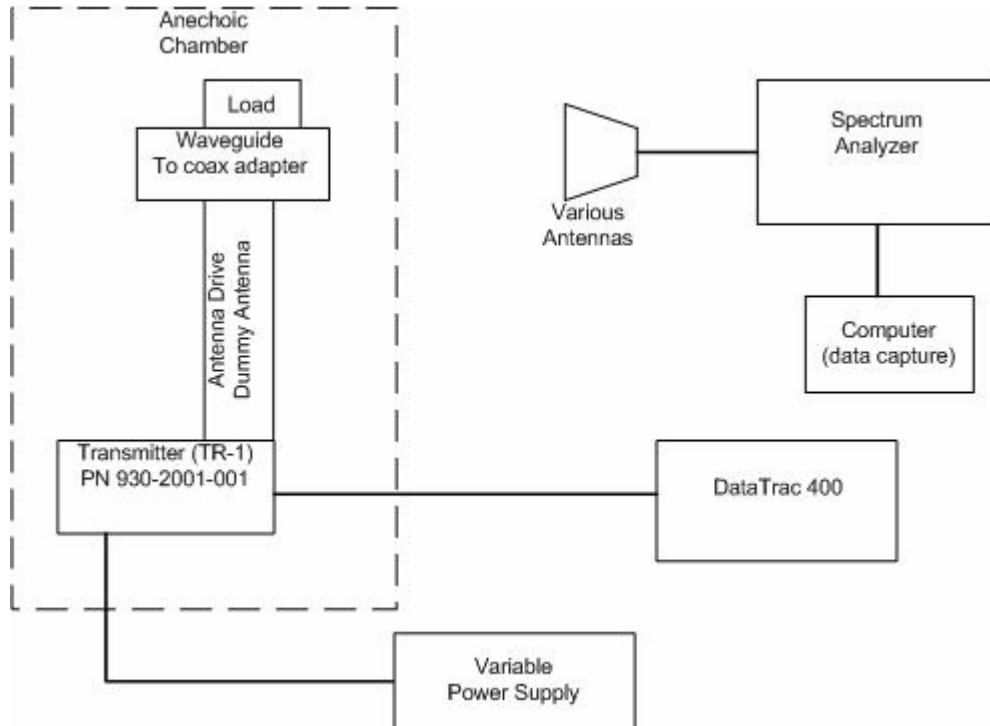 Anechoic
Chamber
Load
Waveguide
To coax adapter
Antenna Drive
Dummy Antenna
Transmitter (TR-1)
PN 930-2001-001
Various
Antennas
Spectrum
Analyzer
Computer
(data capture)
DataTrac 400
Variable
Power Supply